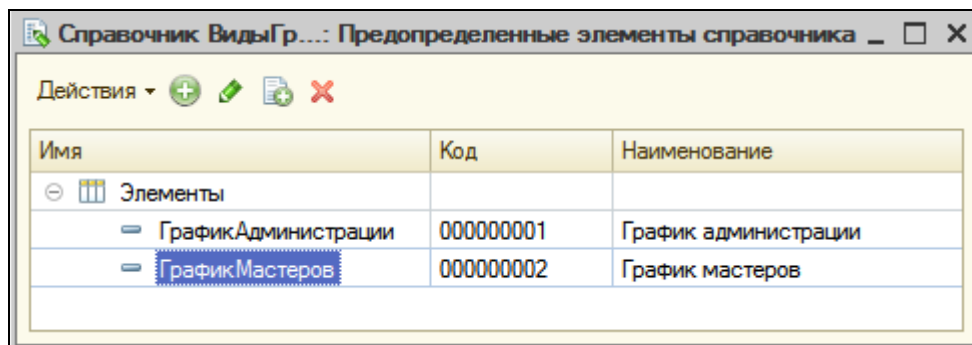 Справочник ВидыГр...: Предопределенные элементы справочника
Действия
Имя Код Наименование
Элементы
ГрафикАдминистрации 000000001 График администрации
ГрафикМастеров 000000002 График мастеров